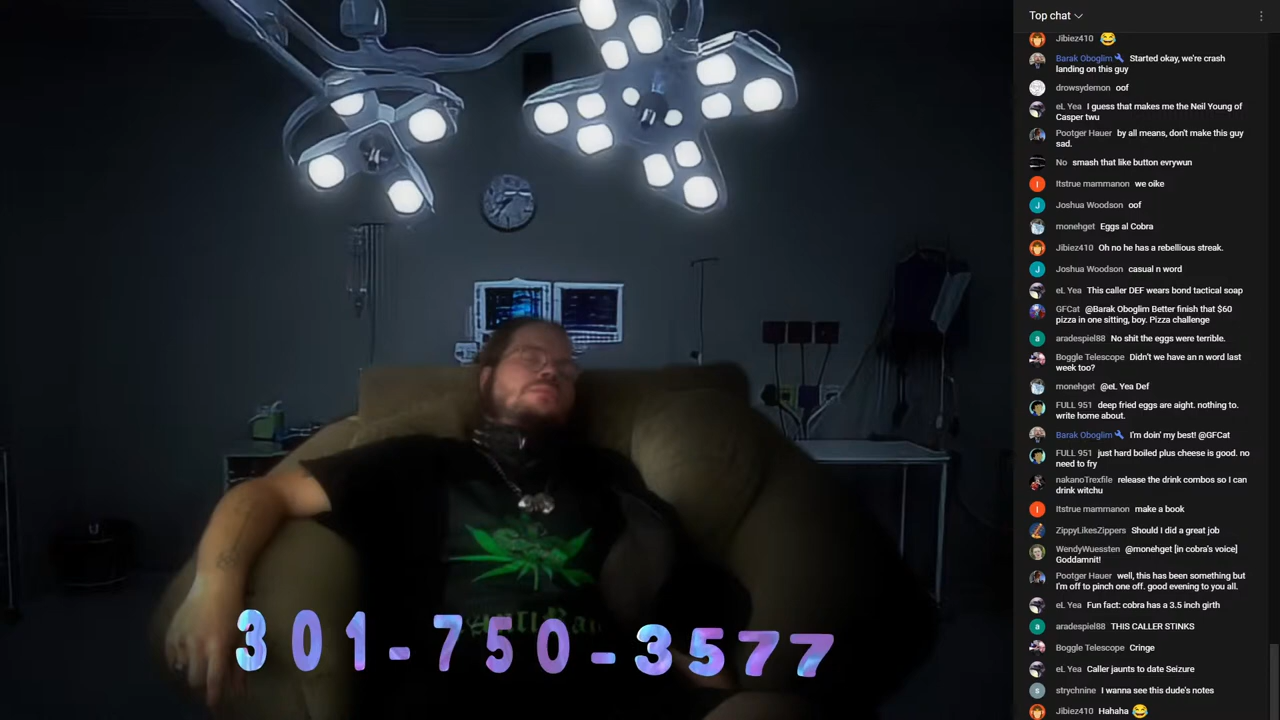 301-750-3577
Top chat
Jibiez410 😂
Barak Oboglim Started okay, we're crash
landing on this guy
drowsydemon oof
eL Yea I guess that makes me the Neil Young of
Casper twu
Pootger Hauer by all means, don't make this guy
sad.
No smash that like button evrywun
Itstrue mammanon we oike
Joshua Woodson oof
monehget Eggs al Cobra
Jibiez410 Oh no he has a rebellious streak.
Joshua Woodson casual n word
eL Yea This caller DEF wears bond tactical soap
GFCat @Barak Oboglim Better finish that $60
pizza in one sitting, boy. Pizza challenge
aradespiel88 No shit the eggs were terrible.
Boggle Telescope Didn't we have an n word last
week too?
monehget @eL Yea Def
FULL 951 deep fried eggs are aight. nothing to.
write home about.
Barak Oboglim I'm doin' my best! @GFCat
FULL 951 just hard boiled plus cheese is good. no
need to fry
nakanoTrexfile release the drink combos so I can
drink witchu
Itstrue mammanon make a book
ZippyLikesZippers Should I did a great job
WendyWuessten @monehget [in cobra's voice]
Goddamnit!
Pootger Hauer well, this has been something but
I'm off to pinch one off. good evening to you all.
eL Yea Fun fact: cobra has a 3.5 inch girth
aradespiel88 THIS CALLER STINKS
Boggle Telescope Cringe
eL Yea Caller jaunts to date Seizure
strychnine I wanna see this dude's notes
Jibiez410 Hahaha 😂